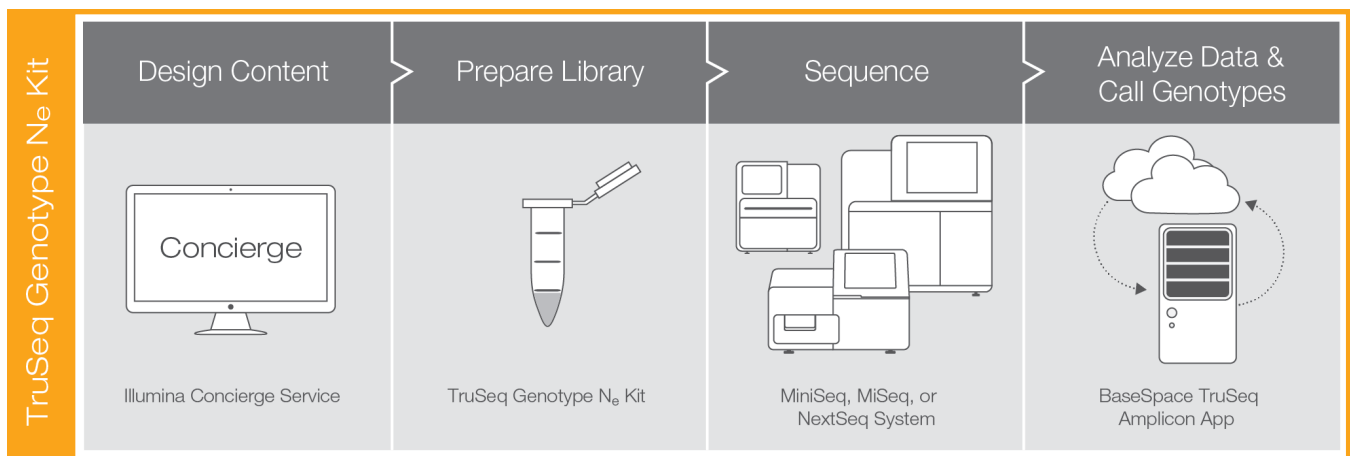 TruSeq Genotype Nₑ Kit
Design Content
Prepare Library
Sequence
Analyze Data &
Call Genotypes
Concierge
Illumina Concierge Service
TruSeq Genotype Nₑ Kit
MiniSeq, MiSeq, or
NextSeq System
BaseSpace TruSeq
Amplicon App